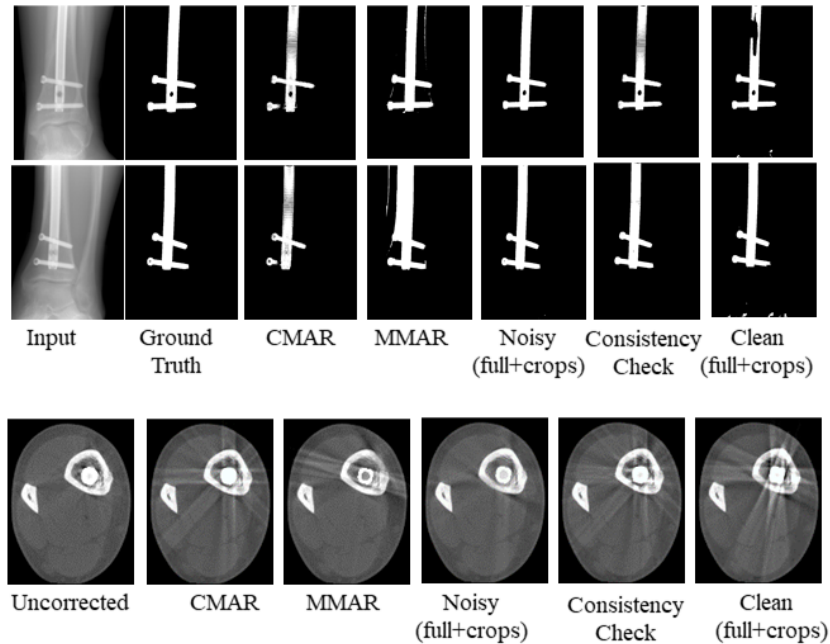 Input Ground Truth CMAR MMAR Noisy (full+crops) Consistency Check Clean (full+crops)
Uncorrected CMAR MMAR Noisy (full+crops) Consistency Check Clean (full+crops)